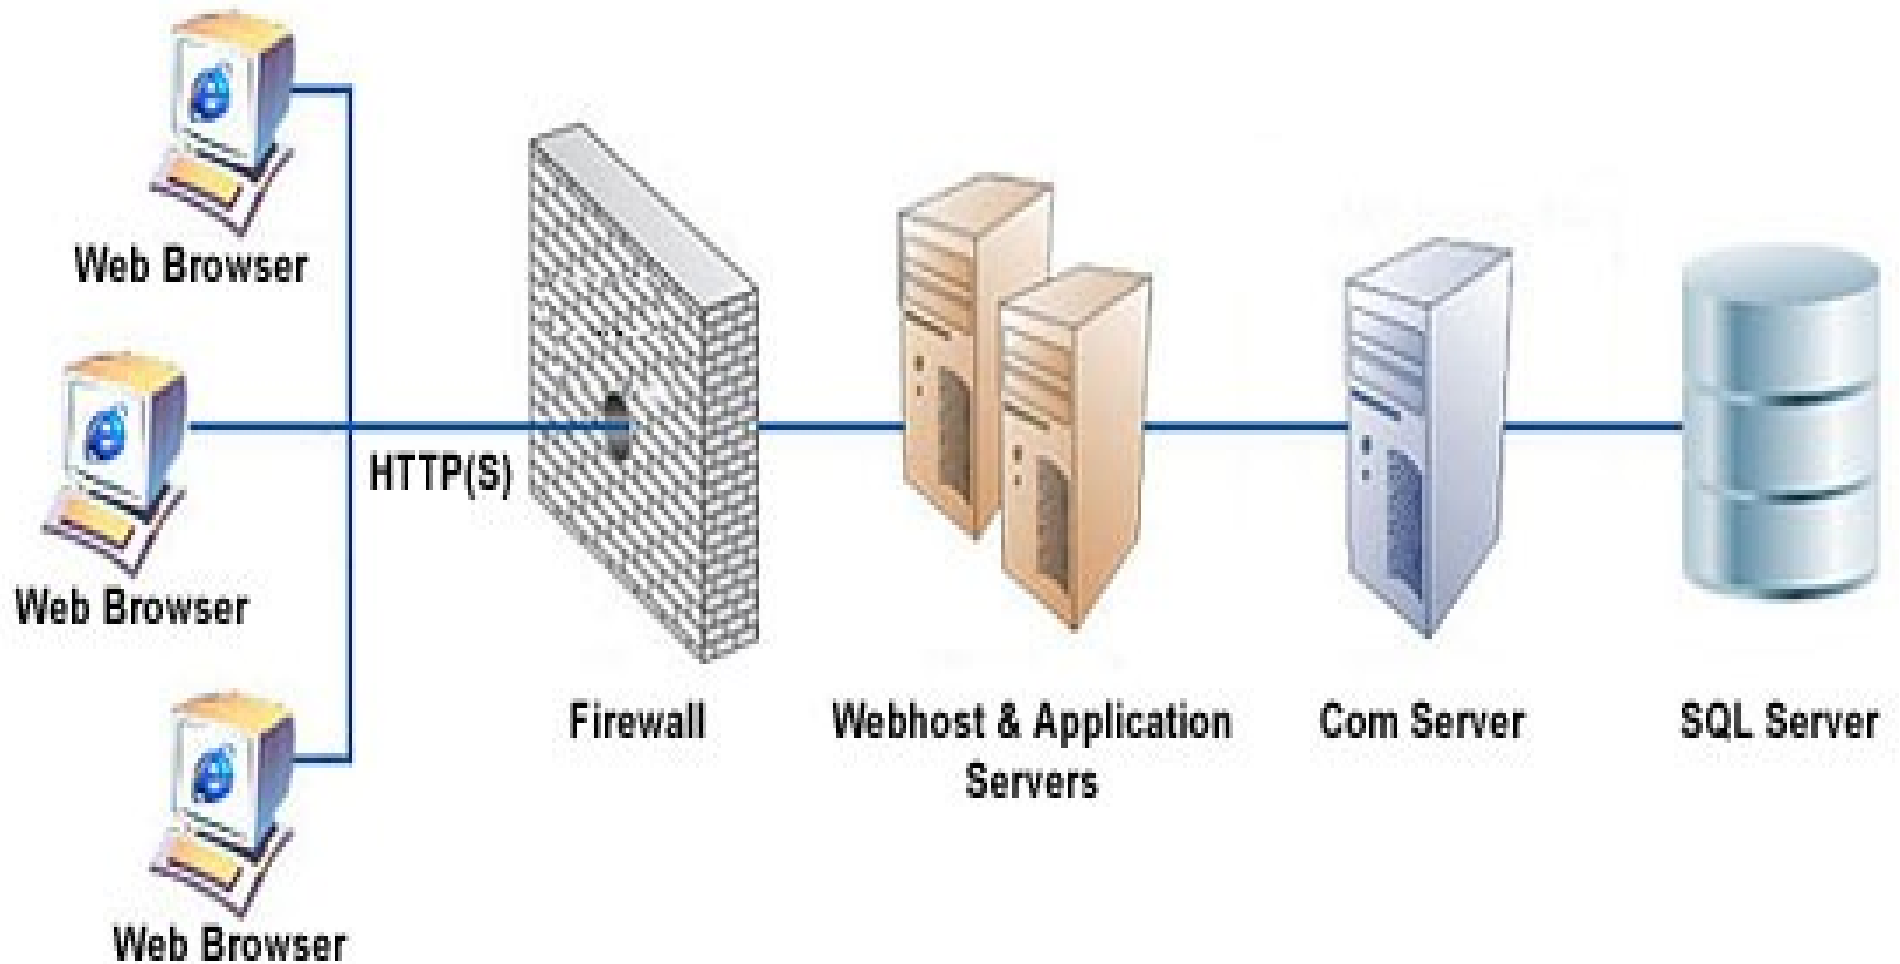 Web Browser
Web Browser
HTTP(S)
Web Browser
Firewall
Webhost & Application
Servers
Com Server
SQL Server